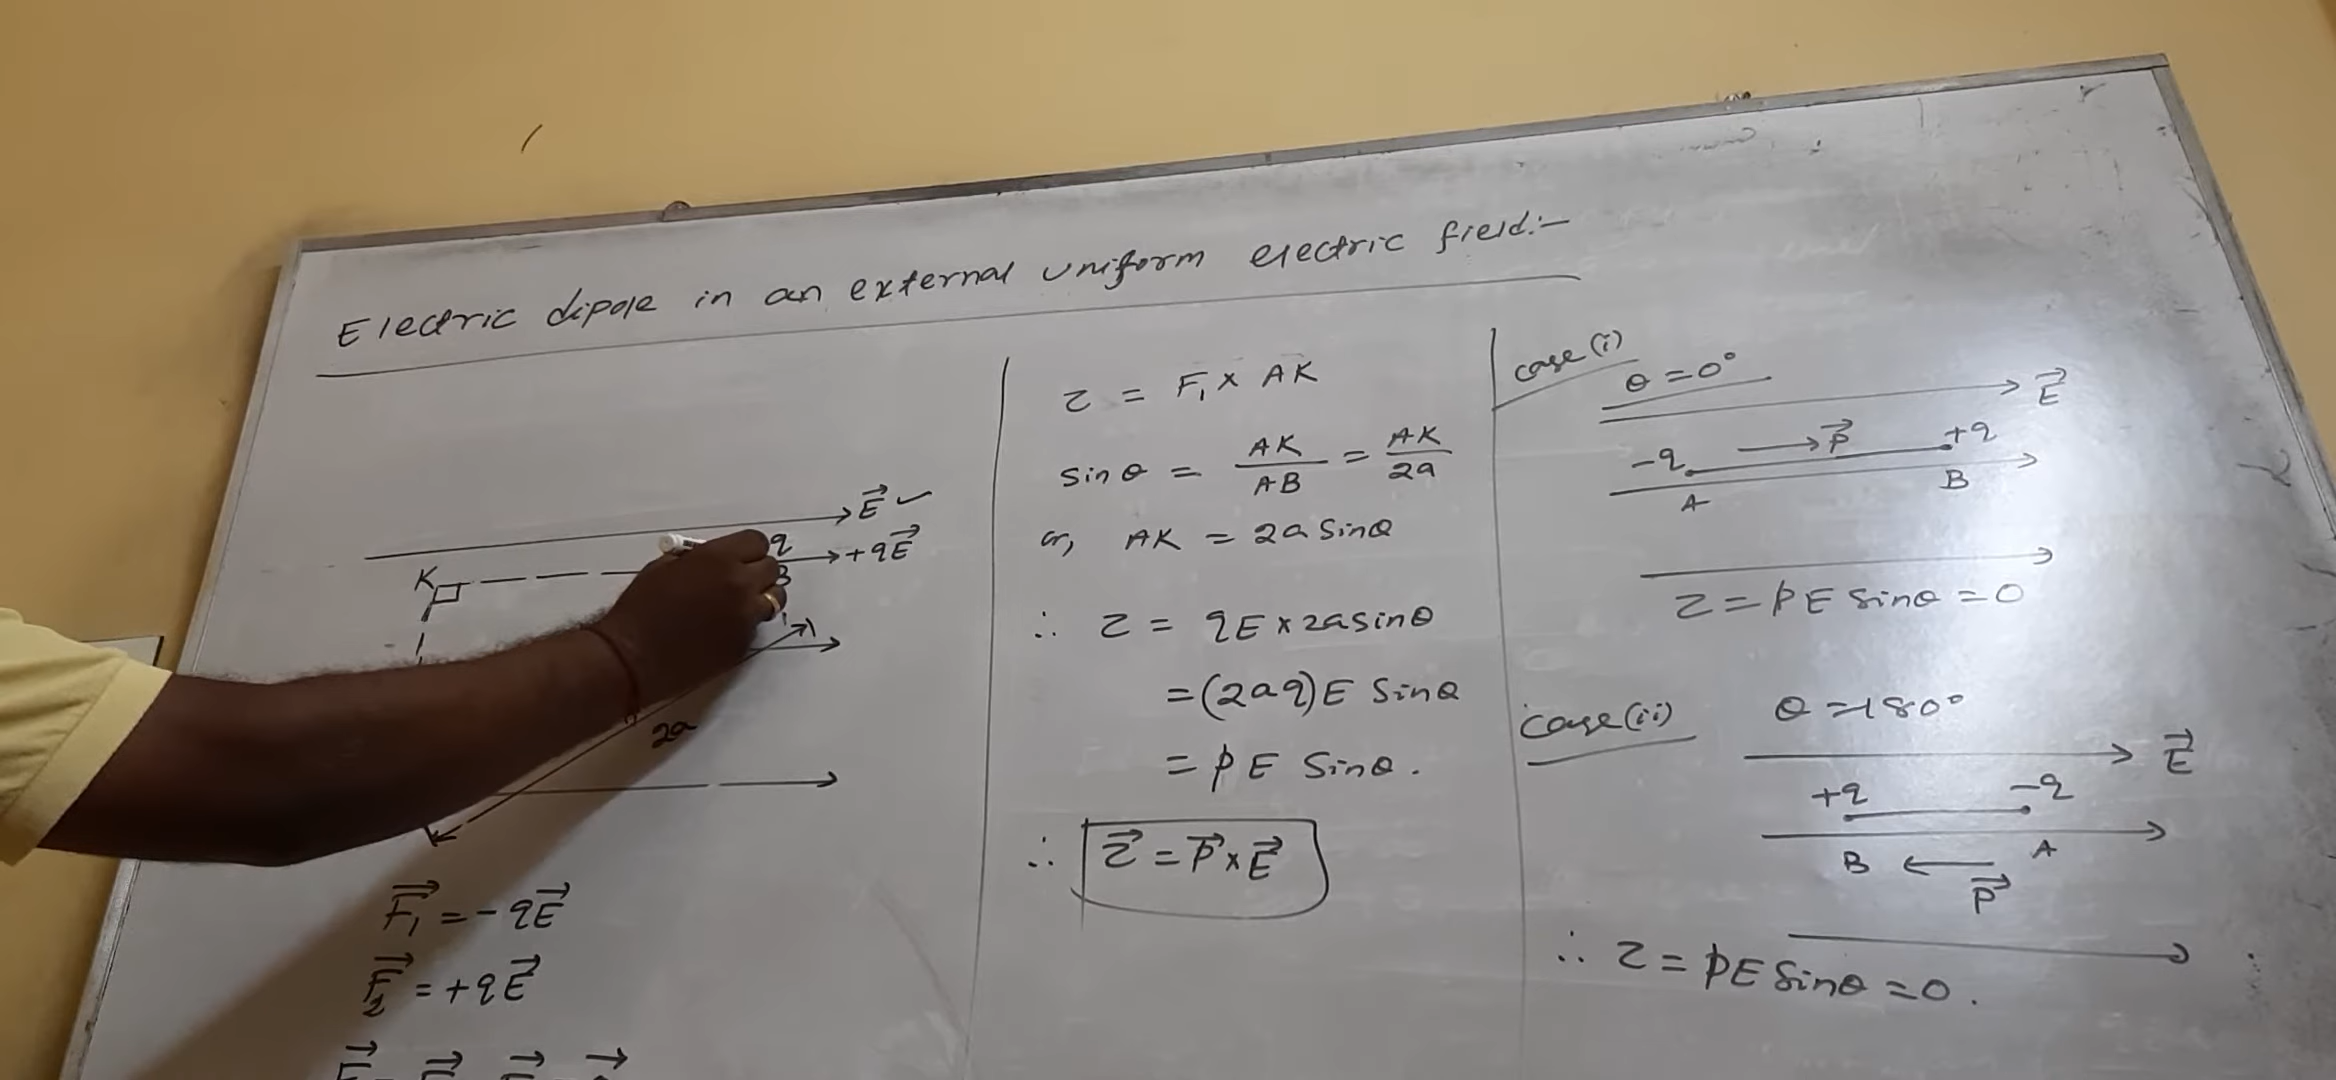 Electric dipole in an external uniform electric field:-
E⃗ ✓
q
+qE⃗
K
B
2a
F₁⃗ = -qE⃗
F₂⃗ = +qE⃗
τ = F₁ × AK
sinθ = AK/AB = AK/2a
or, AK = 2a sinθ
∴ τ = qE × 2a sinθ
= (2aq)E sinθ
= pE sinθ.
∴ τ⃗ = P⃗ × E⃗
case(i)
θ = 0°
E⃗
-q P⃗ +q
A B
τ = pE sinθ = 0
case(ii) θ = 180°
E⃗
+q -q
B A
P⃗
∴ τ = pE sinθ = 0.